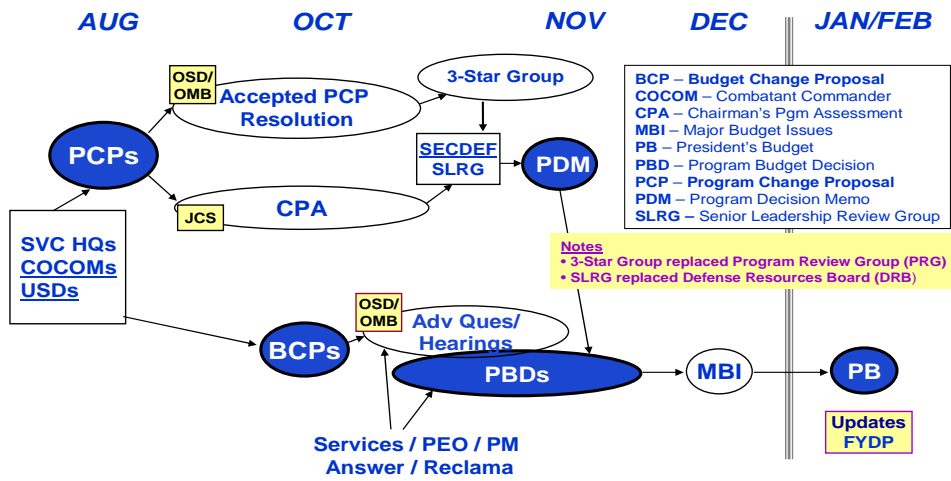 AUG
OCT
NOV
DEC
JAN/FEB
OSD/
OMB
Accepted PCP
Resolution
3-Star Group
PCPs
SECDEF
SLRG
PDM
JCS
CPA
BCP – Budget Change Proposal
COCOM – Combatant Commander
CPA – Chairman's Pgm Assessment
MBI – Major Budget Issues
PB – President's Budget
PBD – Program Budget Decision
PCP – Program Change Proposal
PDM – Program Decision Memo
SLRG – Senior Leadership Review Group
SVC HQs
COCOMs
USDs
Notes
• 3-Star Group replaced Program Review Group (PRG)
• SLRG replaced Defense Resources Board (DRB)
OSD/
OMB
Adv Ques/
Hearings
BCPs
PBDs
MBI
PB
Services / PEO / PM
Answer / Reclama
Updates
FYDP